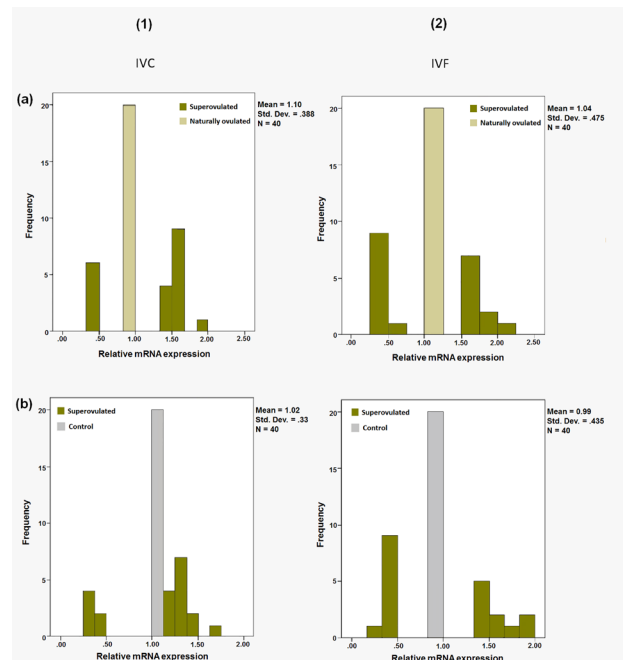 (1)
(2)
IVC
IVF
(a)
Superovulated
Naturally ovulated
Mean = 1.10
Std. Dev. = .388
N = 40
Frequency
20
15
10
5
0
.00 .50 1.00 1.50 2.00 2.50
Relative mRNA expression
Superovulated
Naturally ovulated
Mean = 1.04
Std. Dev. = .475
N = 40
Frequency
20
15
10
5
0
.00 .50 1.00 1.50 2.00 2.50
Relative mRNA expression
(b)
Superovulated
Control
Mean = 1.02
Std. Dev. = .33
N = 40
Frequency
20
15
10
5
0
.00 .50 1.00 1.50 2.00
Relative mRNA expression
Superovulated
Control
Mean = 0.99
Std. Dev. = .435
N = 40
Frequency
20
15
10
5
0
.00 .50 1.00 1.50 2.00
Relative mRNA expression